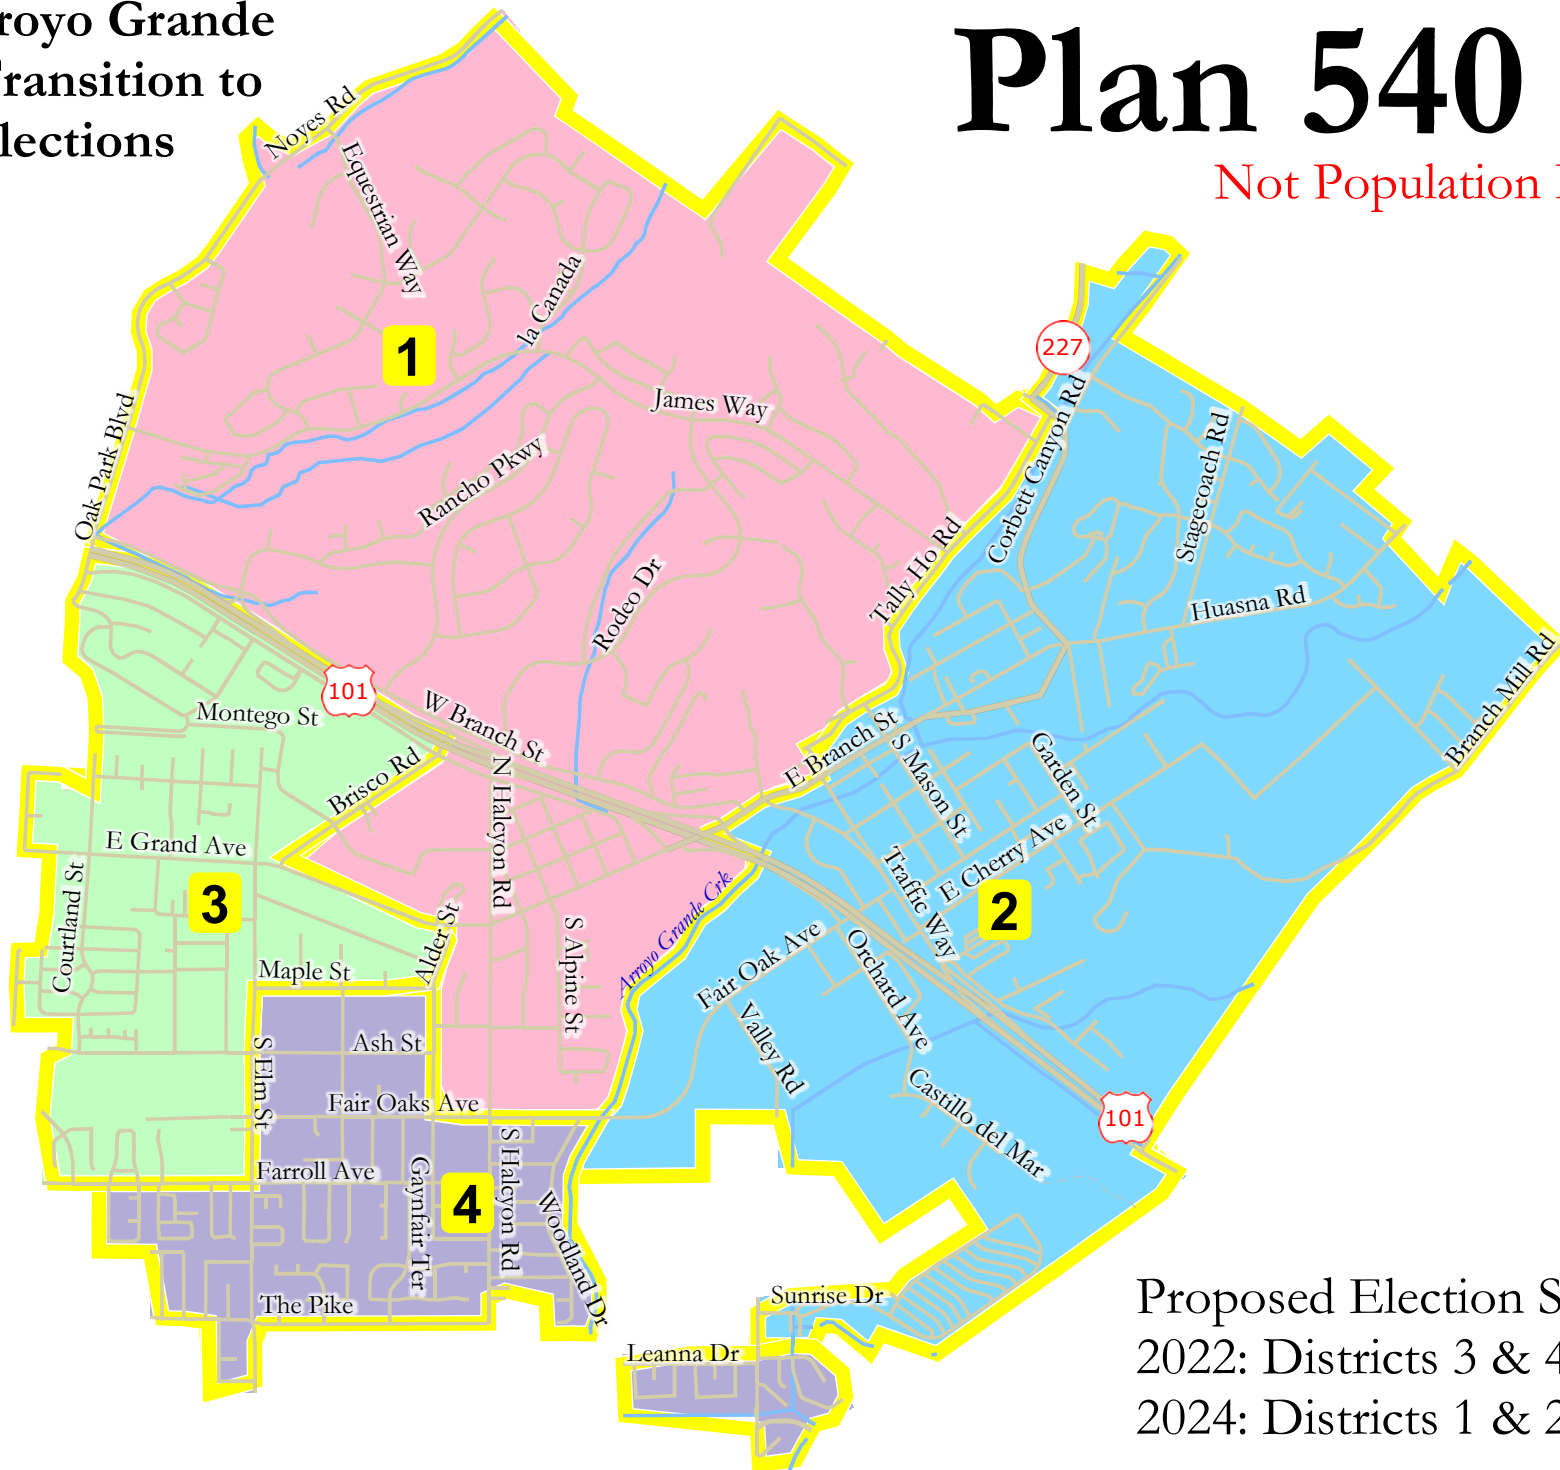 royo Grande
ransition to
lections
Plan 540
Not Population
Noyes Rd
Equestrian Way
la Canada
1
227
James Way
Corbett Canyon Rd
Stagecoach Rd
Oak Park Blvd
Rancho Pkwy
Tally Ho Rd
Rodeo Dr
Huasna Rd
Branch Mill Rd
101
Montego St
W Branch St
E Branch St
S Mason St
Garden St
Brisco Rd
N Halcyon Rd
E Grand Ave
E Cherry Ave
Traffic Way
2
3
Courtland St
Alder St
S Alpine St
Arroyo Grande Crk
Fair Oak Ave
Orchard Ave
Maple St
Valley Rd
Ash St
S Elm St
Fair Oaks Ave
Castillo del Mar
101
Farroll Ave
Gaynfair Ter
4
S Halcyon Rd
Woodland Dr
The Pike
Sunrise Dr
Leanna Dr
Proposed Election S
2022: Districts 3 & 4
2024: Districts 1 & 2